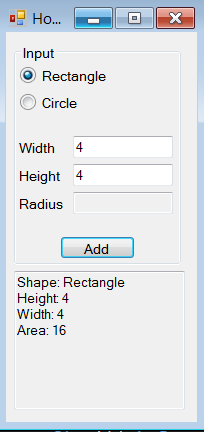 Ho...
Input
Rectangle
Circle
Width 4
Height 4
Radius
Add
Shape: Rectangle
Height: 4
Width: 4
Area: 16